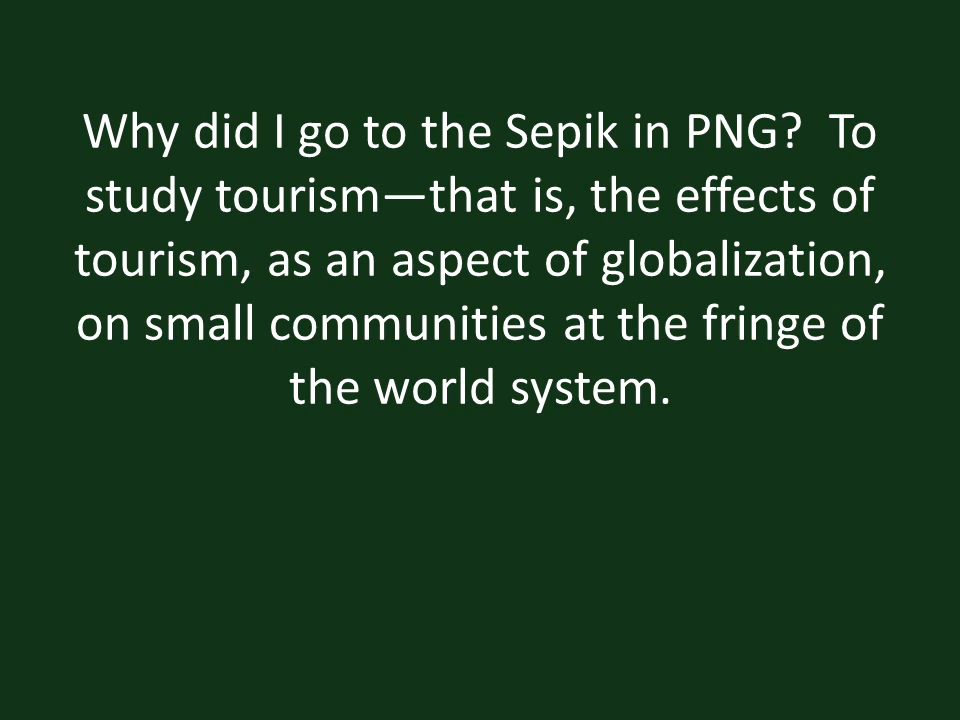 Why did I go to the Sepik in PNG?  To
study tourism—that is, the effects of
tourism, as an aspect of globalization,
on small communities at the fringe of
the world system.